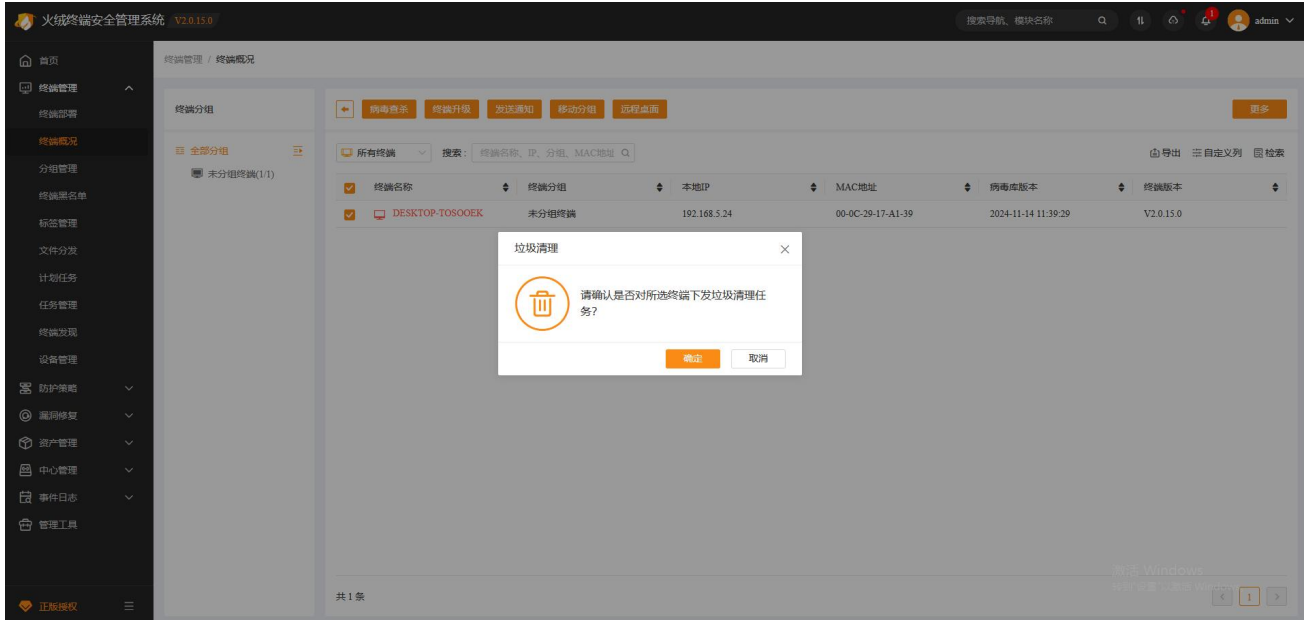 火绒终端安全管理系统 V2.0.15.0 搜索导航、模块名称 1 admin
首页
终端管理
终端部署
终端概况
分组管理
终端黑名单
标签管理
文件分发
计划任务
任务管理
终端发现
设备管理
防护策略
漏洞修复
资产管理
中心管理
事件日志
管理工具
正版授权
终端管理 / 终端概况
终端分组
全部分组
未分组终端(1/1)
病毒查杀 终端升级 发送通知 移动分组 远程桌面 更多
所有终端 搜索： 终端名称、IP、分组、MAC地址 导出 自定义列 检索
终端名称 终端分组 本地IP MAC地址 病毒库版本 终端版本
DESKTOP-TOSOOEK 未分组终端 192.168.5.24 00-0C-29-17-A1-39 2024-11-14 11:39:29 V2.0.15.0
垃圾清理
请确认是否对所选终端下发垃圾清理任
务？
确定 取消
激活 Windows
共 1 条 1